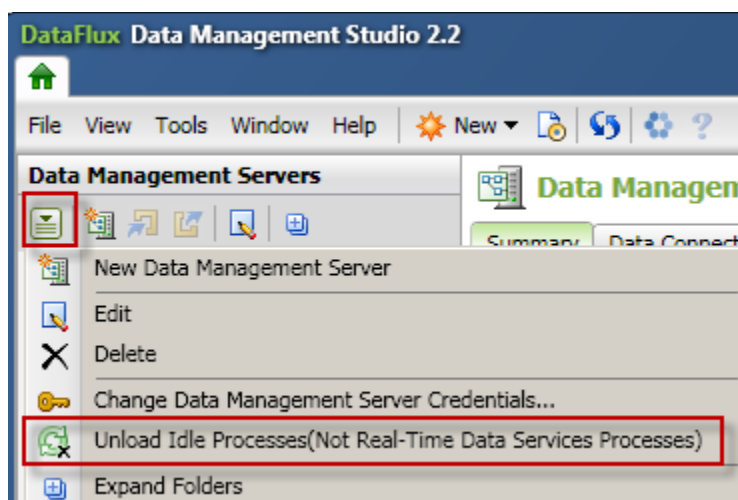 DataFlux Data Management Studio 2.2
File View Tools Window Help New ?
Data Management Servers
Data Managem
Summary Data Connect
New Data Management Server
Edit
Delete
Change Data Management Server Credentials...
Unload Idle Processes(Not Real-Time Data Services Processes)
Expand Folders